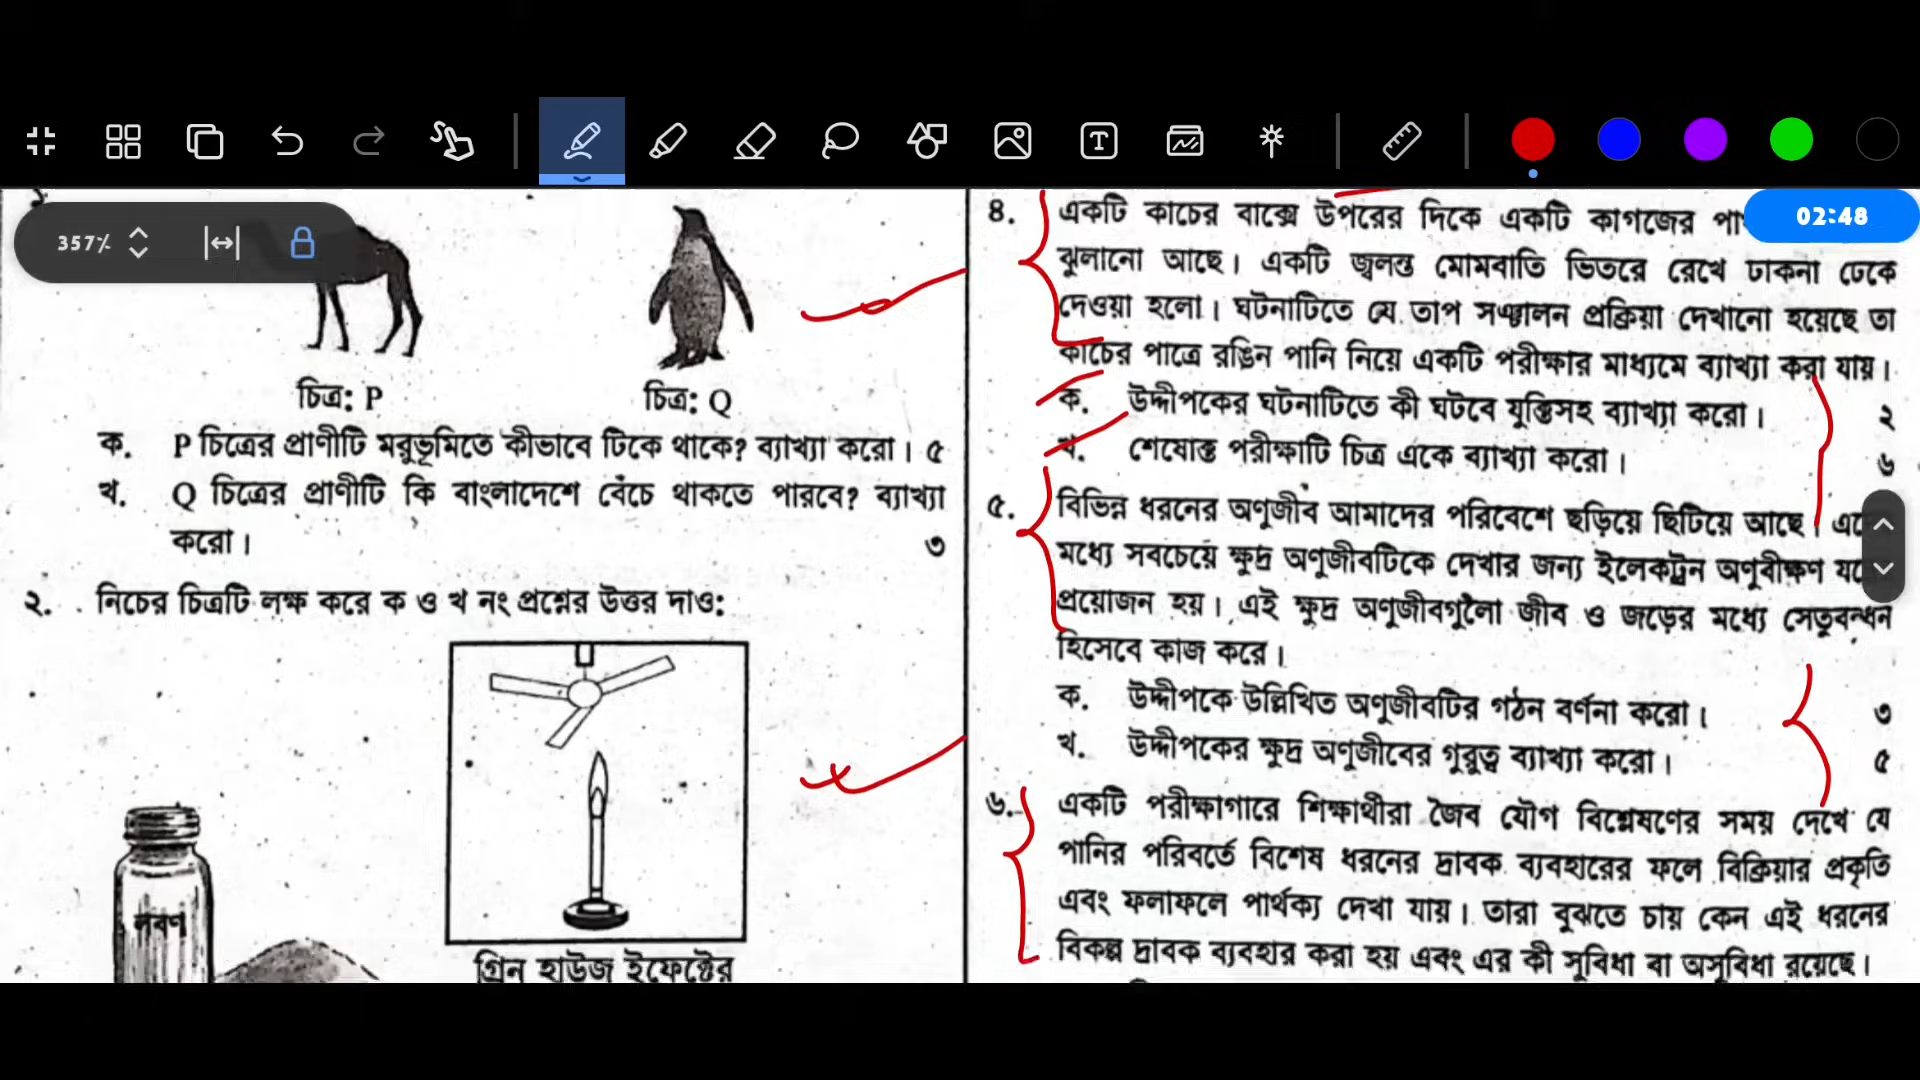 357%
02:48
চিত্র: P
চিত্র: Q
ক. P চিত্রের প্রাণীটি মরুভূমিতে কীভাবে টিকে থাকে? ব্যাখ্যা করো। ৫
খ. Q চিত্রের প্রাণীটি কি বাংলাদেশে বেঁচে থাকতে পারবে? ব্যাখ্যা
করো। ৩
২. নিচের চিত্রটি লক্ষ করে ক ও খ নং প্রশ্নের উত্তর দাও:
লবণ
গ্রিন হাউজ ইফেক্টের
৪. একটি কাচের বাক্সে উপরের দিকে একটি কাগজের
ঝুলানো আছে। একটি জ্বলন্ত মোমবাতি ভিতরে রেখে ঢাকনা ঢেকে
দেওয়া হলো। ঘটনাটিতে যে তাপ সঞ্চালন প্রক্রিয়া দেখানো হয়েছে তা
কাচের পাত্রে রঙিন পানি নিয়ে একটি পরীক্ষার মাধ্যমে ব্যাখ্যা করা যায়।
ক. উদ্দীপকের ঘটনাটিতে কী ঘটবে যুক্তিসহ ব্যাখ্যা করো। ২
খ. শেষোক্ত পরীক্ষাটি চিত্র একে ব্যাখ্যা করো। ৬
৫. বিভিন্ন ধরনের অণুজীব আমাদের পরিবেশে ছড়িয়ে ছিটিয়ে আছে।
মধ্যে সবচেয়ে ক্ষুদ্র অণুজীবটিকে দেখার জন্য ইলেকট্রন অণুবীক্ষণ
প্রয়োজন হয়। এই ক্ষুদ্র অণুজীবগুলো জীব ও জড়ের মধ্যে সেতুবন্ধন
হিসেবে কাজ করে।
ক. উদ্দীপকে উল্লিখিত অণুজীবটির গঠন বর্ণনা করো। ৩
খ. উদ্দীপকের ক্ষুদ্র অণুজীবের গুরুত্ব ব্যাখ্যা করো। ৫
৬. একটি পরীক্ষাগারে শিক্ষার্থীরা জৈব যৌগ বিশ্লেষণের সময় দেখে যে
পানির পরিবর্তে বিশেষ ধরনের দ্রাবক ব্যবহারের ফলে বিক্রিয়ার প্রকৃতি
এবং ফলাফলে পার্থক্য দেখা যায়। তারা বুঝতে চায় কেন এই ধরনের
বিকল্প দ্রাবক ব্যবহার করা হয় এবং এর কী সুবিধা বা অসুবিধা রয়েছে।